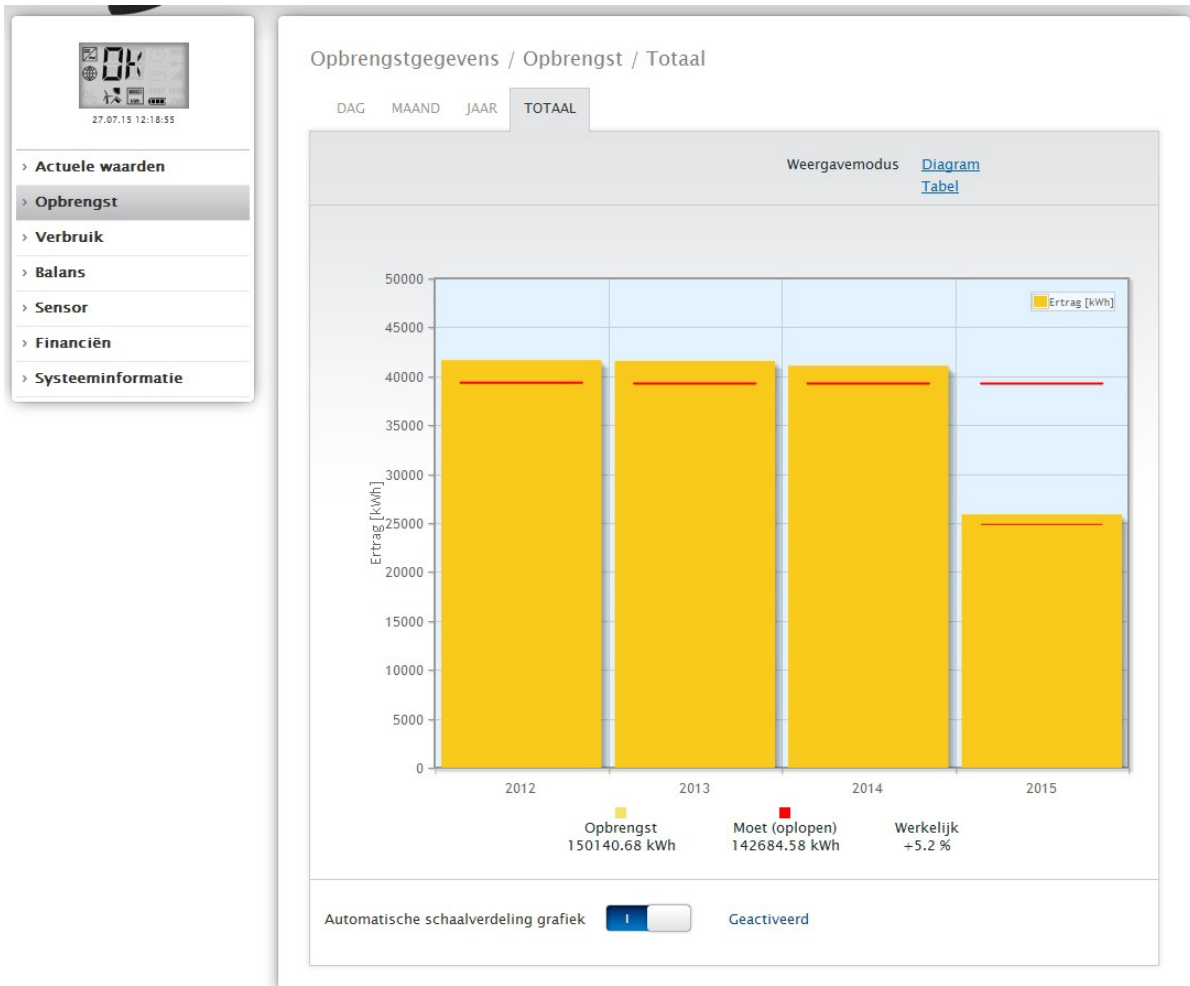 OK
27.07.15 12:18:55
› Actuele waarden
› Opbrengst
› Verbruik
› Balans
› Sensor
› Financiën
› Systeeminformatie
Opbrengstgegevens / Opbrengst / Totaal
DAG MAAND JAAR TOTAAL
Weergavemodus Diagram
Tabel
Ertrag [kWh]
50000
45000
40000
35000
30000
25000
20000
15000
10000
5000
0
Ertrag [kWh]
2012 2013 2014 2015
Opbrengst Moet (oplopen) Werkelijk
150140.68 kWh 142684.58 kWh +5.2 %
Automatische schaalverdeling grafiek I Geactiveerd